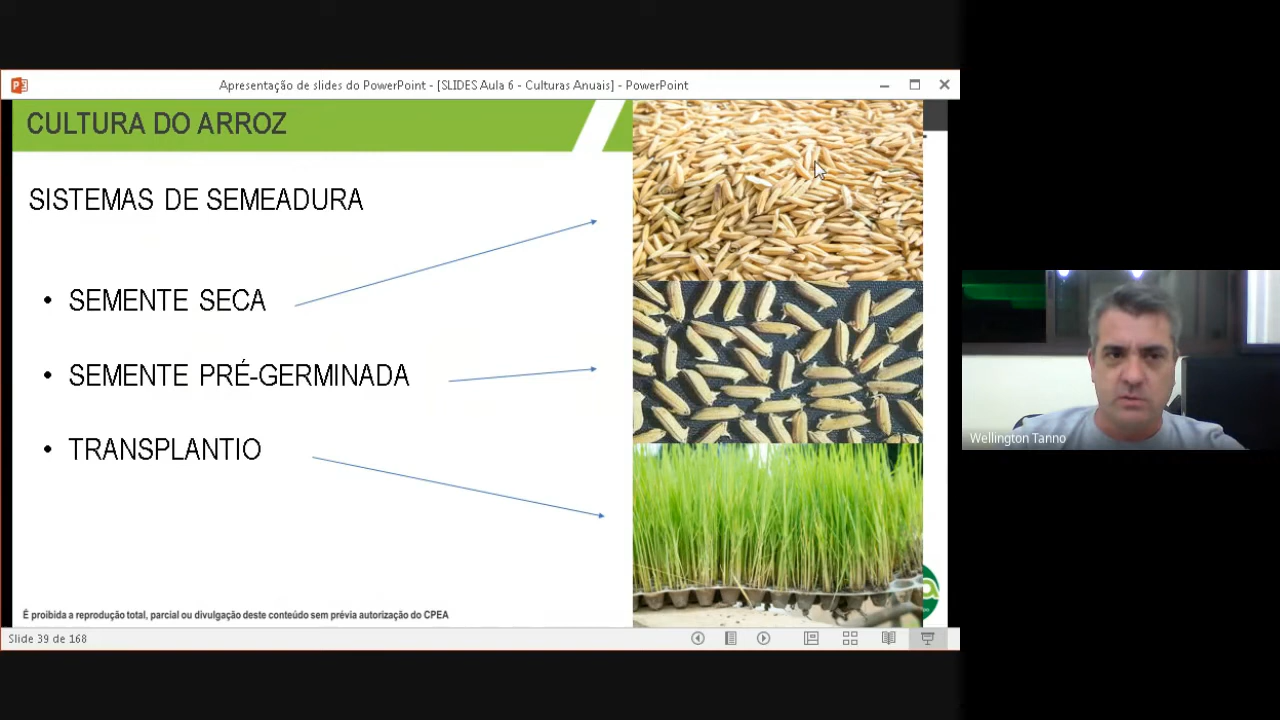 Apresentação de slides do PowerPoint - [SLIDES Aula 6 - Culturas Anuais] - PowerPoint
CULTURA DO ARROZ
SISTEMAS DE SEMEADURA
• SEMENTE SECA
• SEMENTE PRÉ-GERMINADA
• TRANSPLANTIO
É proibida a reprodução total, parcial ou divulgação deste conteúdo sem prévia autorização do CPEA
Slide 39 de 168
Wellington Tanno